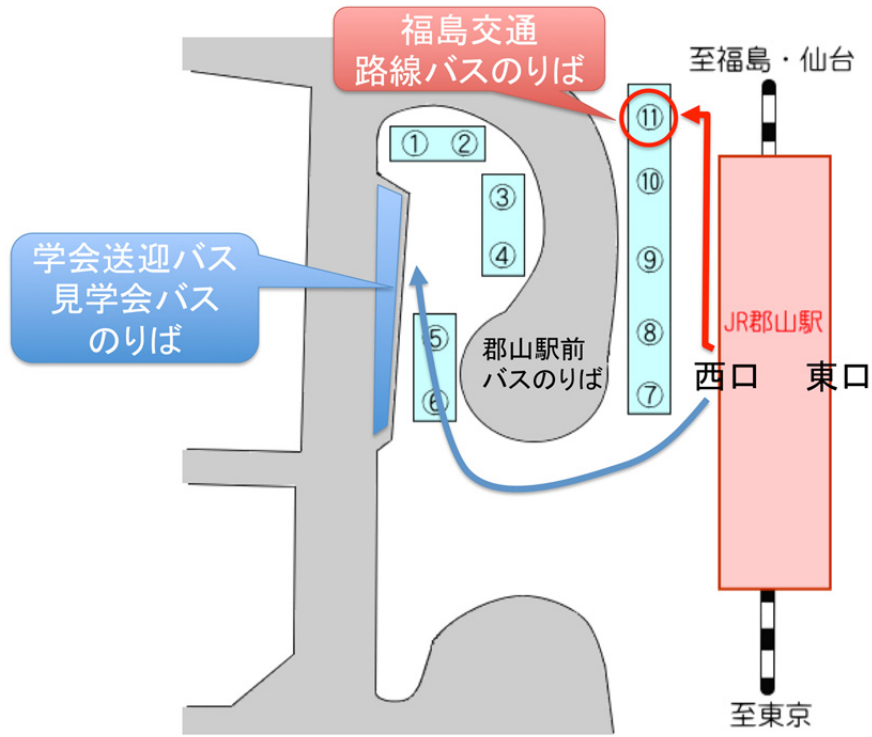 福島交通
路線バスのりば
至福島・仙台
⑪
① ②
⑩
③
④
⑨
学会送迎バス
見学会バス
のりば
⑤
⑥
郡山駅前
バスのりば
⑧
⑦
JR郡山駅
西口
東口
至東京